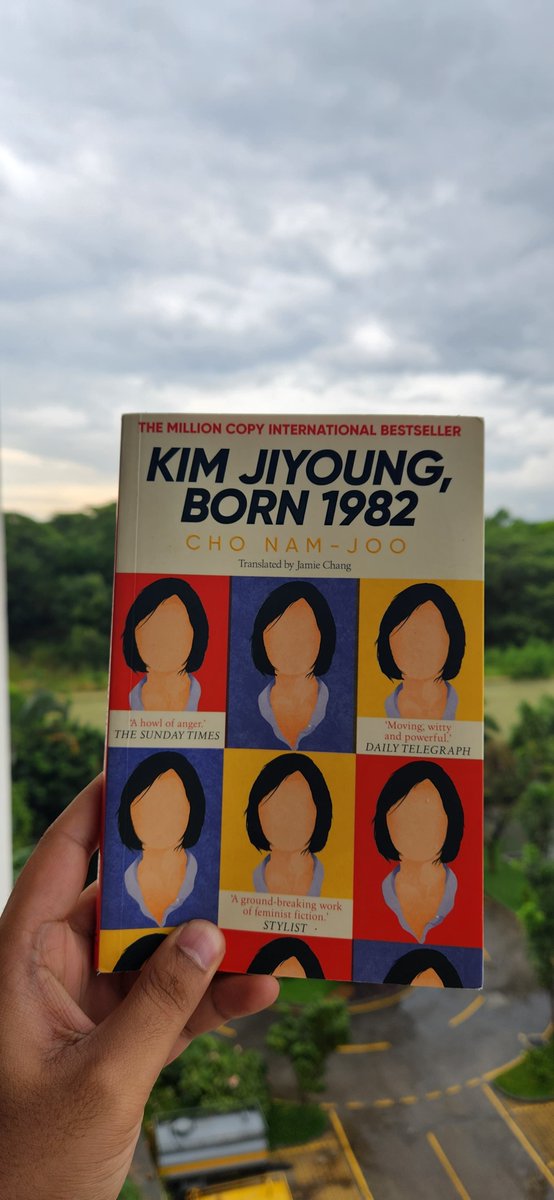 THE MILLION COPY INTERNATIONAL BESTSELLER
KIM JIYOUNG,
BORN 1982
CHO NAM-JOO
Translated by Jamie Chang
'A howl of anger.'
THE SUNDAY TIMES
'Moving, witty
and powerful.'
DAILY TELEGRAPH
'A ground-breaking work
of feminist fiction.'
STYLIST